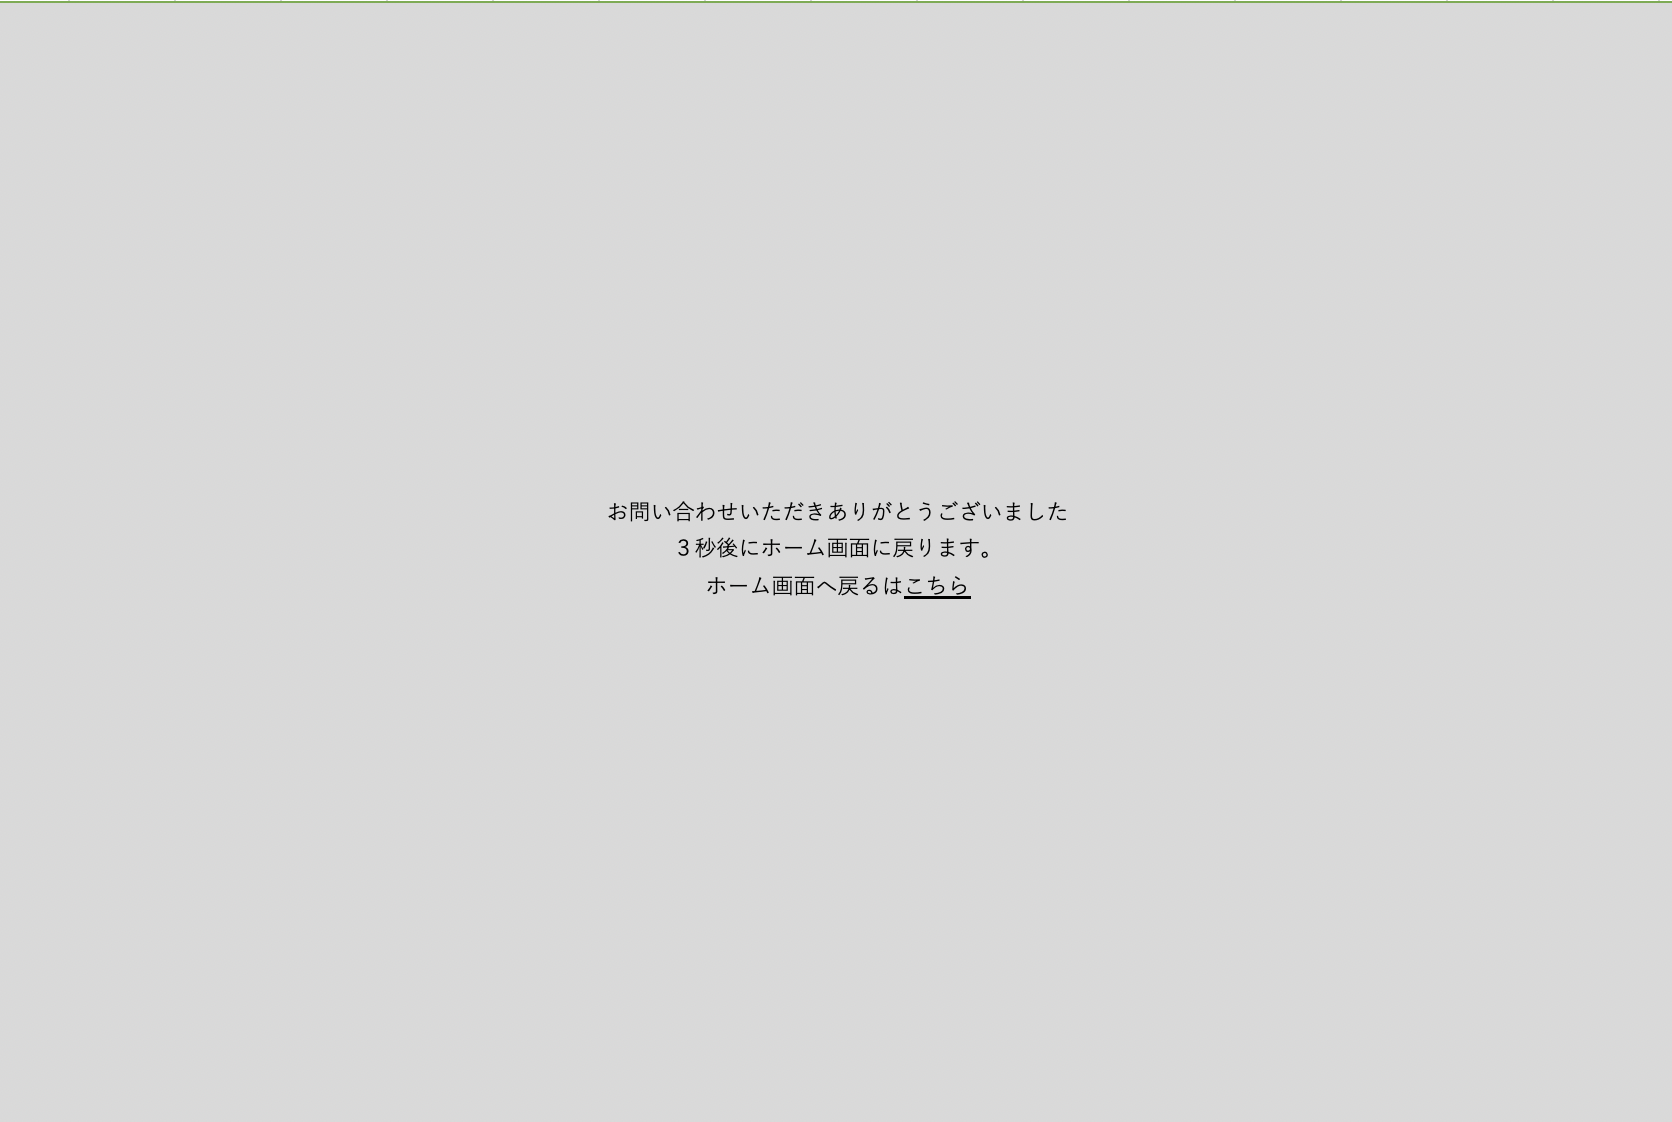 お問い合わせいただきありがとうございました
3 秒後にホーム画面に戻ります。
ホーム画面へ戻るはこちら